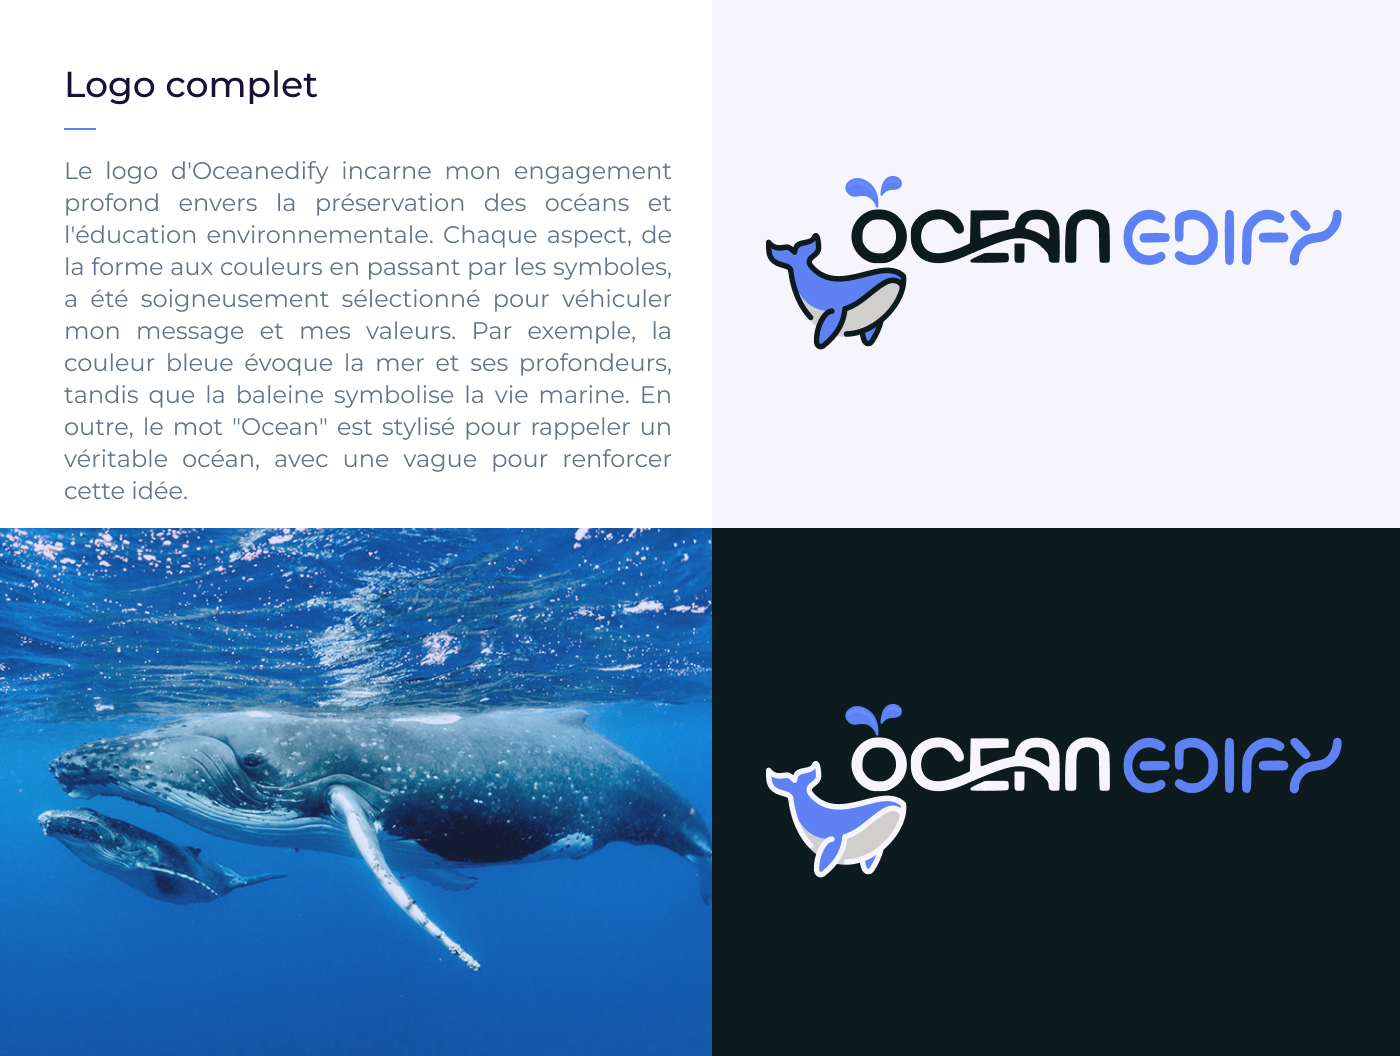 Logo complet
Le logo d'Oceanedify incarne mon engagement
profond envers la préservation des océans et
l'éducation environnementale. Chaque aspect, de
la forme aux couleurs en passant par les symboles,
a été soigneusement sélectionné pour véhiculer
mon message et mes valeurs. Par exemple, la
couleur bleue évoque la mer et ses profondeurs,
tandis que la baleine symbolise la vie marine. En
outre, le mot "Ocean" est stylisé pour rappeler un
véritable océan, avec une vague pour renforcer
cette idée.
OCEAN EDIFY
OCEAN EDIFY